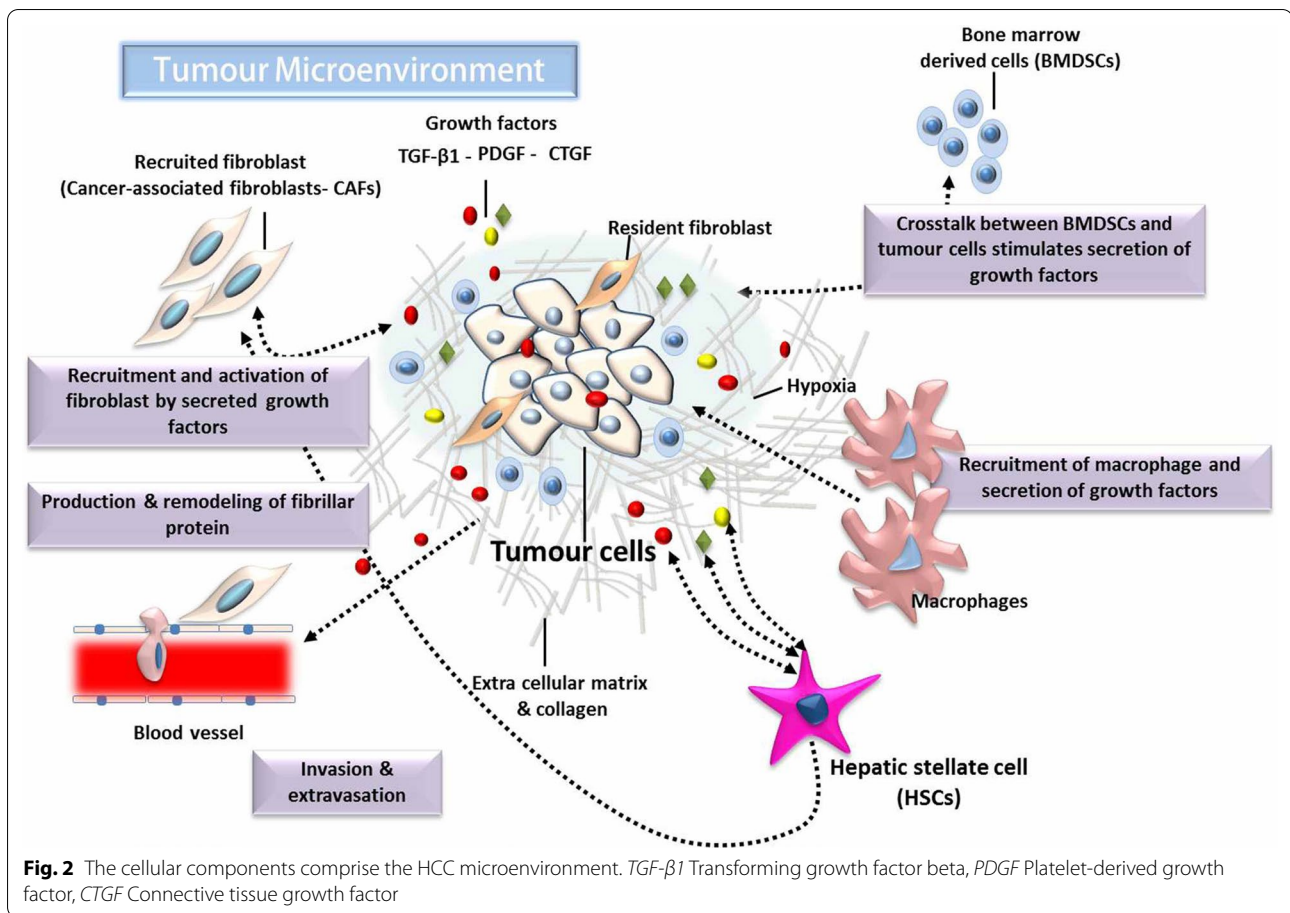 Tumour Microenvironment
Bone marrow
derived cells (BMDSCs)
Growth factors
TGF-β1 - PDGF - CTGF
Recruited fibroblast
(Cancer-associated fibroblasts- CAFs)
Resident fibroblast
Crosstalk between BMDSCs and
tumour cells stimulates secretion of
growth factors
Recruitment and activation of
fibroblast by secreted growth
factors
Hypoxia
Recruitment of macrophage and
secretion of growth factors
Production & remodeling of fibrillar
protein
Tumour cells
Macrophages
Extra cellular matrix
& collagen
Blood vessel
Hepatic stellate cell
(HSCs)
Invasion &
extravasation
Fig. 2 The cellular components comprise the HCC microenvironment. TGF-β1 Transforming growth factor beta, PDGF Platelet-derived growth
factor, CTGF Connective tissue growth factor